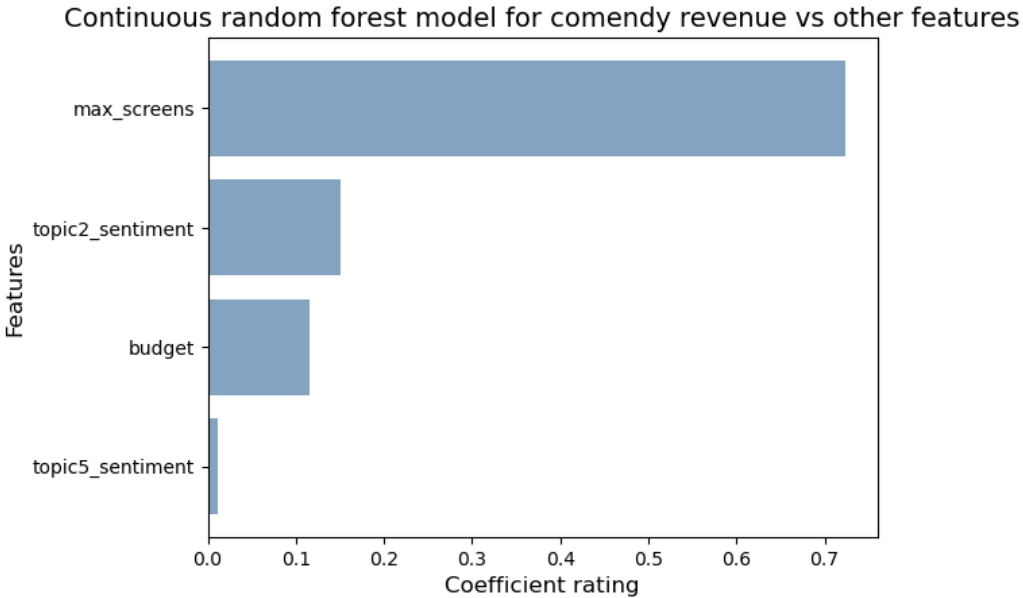 Continuous random forest model for comendy revenue vs other features
max_screens
topic2_sentiment
budget
topic5_sentiment
Features
0.0 0.1 0.2 0.3 0.4 0.5 0.6 0.7
Coefficient rating